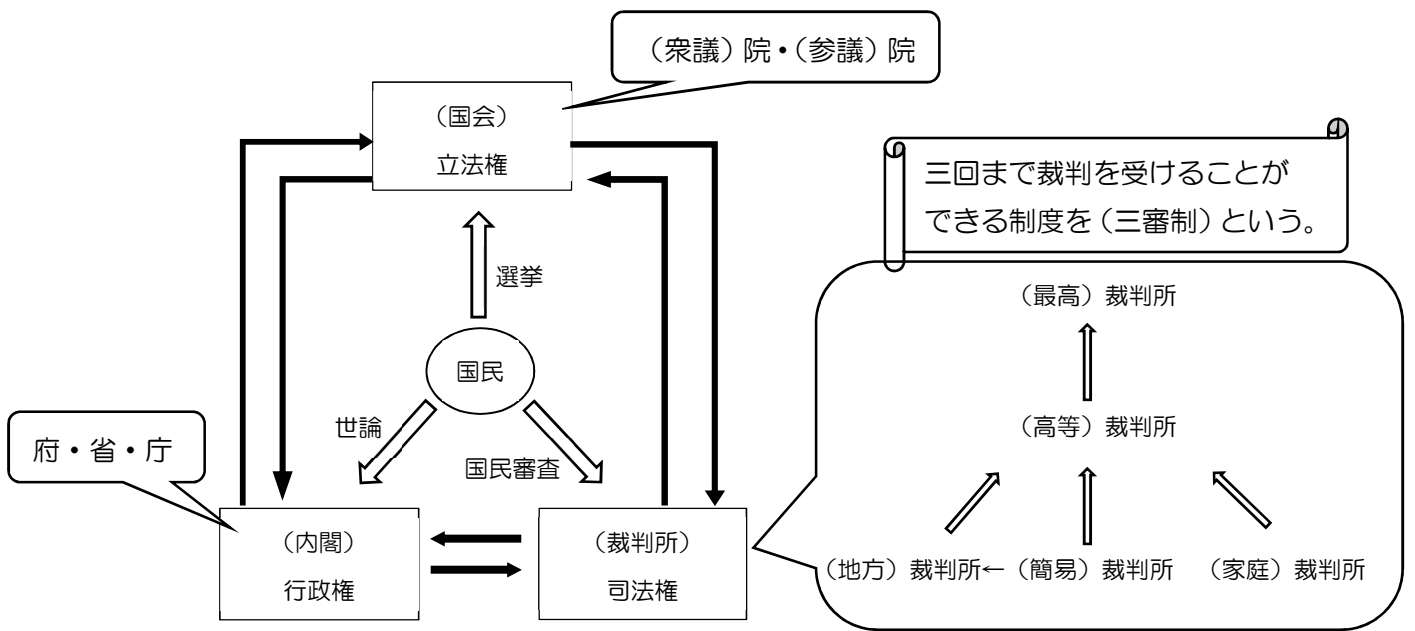 （衆議）院・（参議）院
（国会）
立法権
三回まで裁判を受けることが
できる制度を（三審制）という。
選挙
国民
世論
国民審査
府・省・庁
（内閣）
行政権
（裁判所）
司法権
（最高）裁判所
（高等）裁判所
（地方）裁判所←（簡易）裁判所　（家庭）裁判所